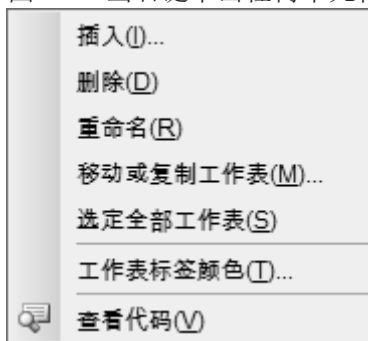 插入(I)...
删除(D)
重命名(R)
移动或复制工作表(M)...
选定全部工作表(S)
工作表标签颜色(T)...
查看代码(V)